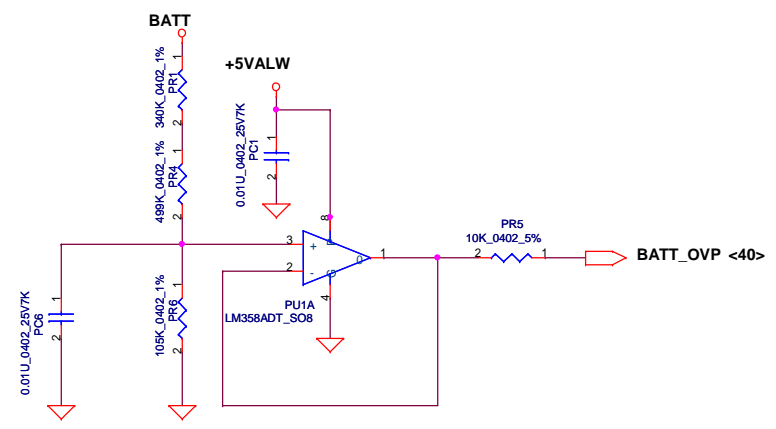 BATT
1
340K_0402_1%
PR1
2
+5VALW
1
0.01U_0402_25V7K
PC1
2
1
499K_0402_1%
PR4
2
8
3
+
P
0
1
2
-
G
4
PU1A
LM358ADT_SO8
PR5
10K_0402_5%
2
1
BATT_OVP <40>
1
0.01U_0402_25V7K
PC6
2
1
105K_0402_1%
PR6
2